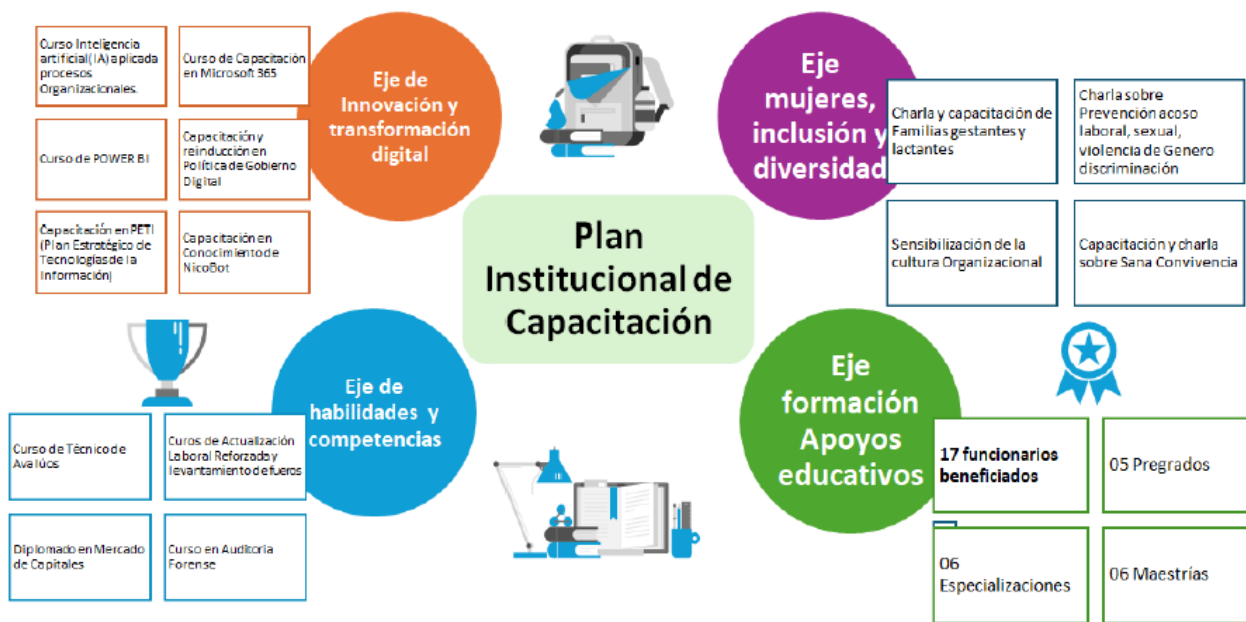 Curso Inteligencia
artificial(IA) aplicada
procesos
Organizacionales.
Curso de Capacitación
en Microsoft 365
Curso de POWER BI
Capacitación y
reinducción en
Política de Gobierno
Digital
Capacitación en PETI
(Plan Estratégico de
Tecnologías de la
Información)
Capacitación en
Conocimiento de
NicoBot
Eje de
Innovación y
transformación
digital
Eje
mujeres,
inclusión y
diversidad
Charla y capacitación de
Familias gestantes y
lactantes
Charla sobre
Prevención acoso
laboral, sexual,
violencia de Genero
discriminación
Sensibilización de la
cultura Organizacional
Capacitación y charla
sobre Sana Convivencia
Plan
Institucional de
Capacitación
Eje de
habilidades y
competencias
Curso de Técnico de
Avalúos
Curos de Actualización
Laboral Reforzada y
levantamiento de fueros
Diplomado en Mercado
de Capitales
Curso en Auditoria
Forense
Eje
formación
Apoyos
educativos
17 funcionarios
beneficiados
05 Pregrados
06
Especializaciones
06 Maestrías